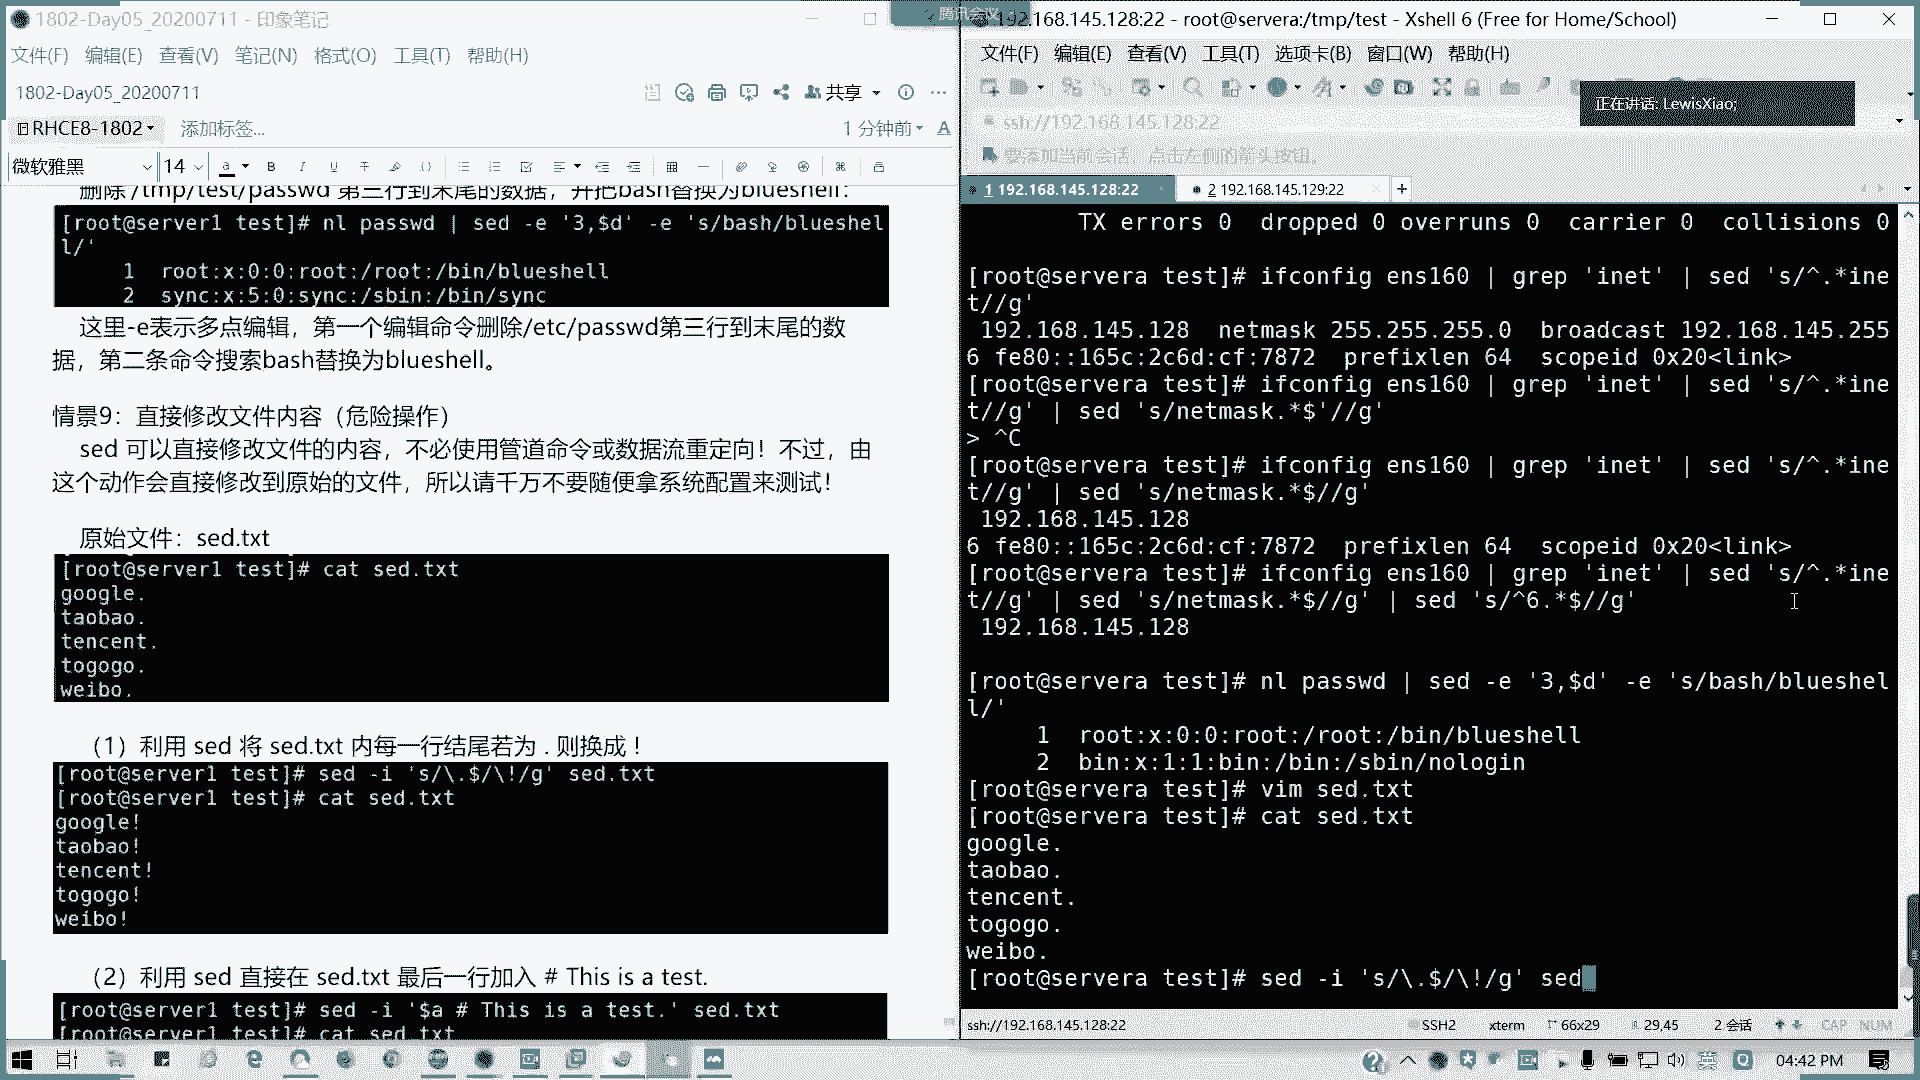 1802-Day05_20200711 - 印象笔记
文件(F) 编辑(E) 查看(V) 笔记(N) 格式(O) 工具(T) 帮助(H)
1802-Day05_20200711
共享
RHCE8-1802 添加标签...
1 分钟前
微软雅黑 14
删除 /tmp/test/passwd 第三行到末尾的数据，并把bash替换为blueshell：
[root@server1 test]# nl passwd | sed -e '3,$d' -e 's/bash/blueshel
l/'
1 root:x:0:0:root:/root:/bin/blueshell
2 sync:x:5:0:sync:/sbin:/bin/sync
这里-e表示多点编辑，第一个编辑命令删除/etc/passwd第三行到末尾的数
据，第二条命令搜索bash替换为blueshell。
情景9：直接修改文件内容（危险操作）
sed 可以直接修改文件的内容，不必使用管道命令或数据流重定向！不过，由
这个动作会直接修改到原始的文件，所以请千万不要随便拿系统配置来测试！
原始文件：sed.txt
[root@server1 test]# cat sed.txt
google.
taobao.
tencent.
togogo.
weibo.
（1）利用 sed 将 sed.txt 内每一行结尾若为 . 则换成 !
[root@server1 test]# sed -i 's/\.$/\!/g' sed.txt
[root@server1 test]# cat sed.txt
google!
taobao!
tencent!
togogo!
weibo!
（2）利用 sed 直接在 sed.txt 最后一行加入 # This is a test.
[root@server1 test]# sed -i '$a # This is a test.' sed.txt
[root@server1 test]# cat sed.txt
腾讯会议
192.168.145.128:22 - root@servera:/tmp/test - Xshell 6 (Free for Home/School)
文件(F) 编辑(E) 查看(V) 工具(T) 选项卡(B) 窗口(W) 帮助(H)
正在讲话: LewisXiao;
ssh://192.168.145.128:22
要添加当前会话，点击左侧的箭头按钮。
1 192.168.145.128:22
2 192.168.145.129:22
TX errors 0 dropped 0 overruns 0 carrier 0 collisions 0
[root@servera test]# ifconfig ens160 | grep 'inet' | sed 's/^.*ine
t//g'
192.168.145.128 netmask 255.255.255.0 broadcast 192.168.145.255
6 fe80::165c:2c6d:cf:7872 prefixlen 64 scopeid 0x20<link>
[root@servera test]# ifconfig ens160 | grep 'inet' | sed 's/^.*ine
t//g' | sed 's/netmask.*$'//g'
> ^C
[root@servera test]# ifconfig ens160 | grep 'inet' | sed 's/^.*ine
t//g' | sed 's/netmask.*$//g'
192.168.145.128
6 fe80::165c:2c6d:cf:7872 prefixlen 64 scopeid 0x20<link>
[root@servera test]# ifconfig ens160 | grep 'inet' | sed 's/^.*ine
t//g' | sed 's/netmask.*$//g' | sed 's/^6.*$//g'
192.168.145.128
[root@servera test]# nl passwd | sed -e '3,$d' -e 's/bash/blueshel
l/'
1 root:x:0:0:root:/root:/bin/blueshell
2 bin:x:1:1:bin:/bin:/sbin/nologin
[root@servera test]# vim sed.txt
[root@servera test]# cat sed.txt
google.
taobao.
tencent.
togogo.
weibo.
[root@servera test]# sed -i 's/\.$/\!/g' sed
ssh://192.168.145.128:22 SSH2 xterm 66x29 29,45 2 会话 CAP NUM
英 04:42 PM